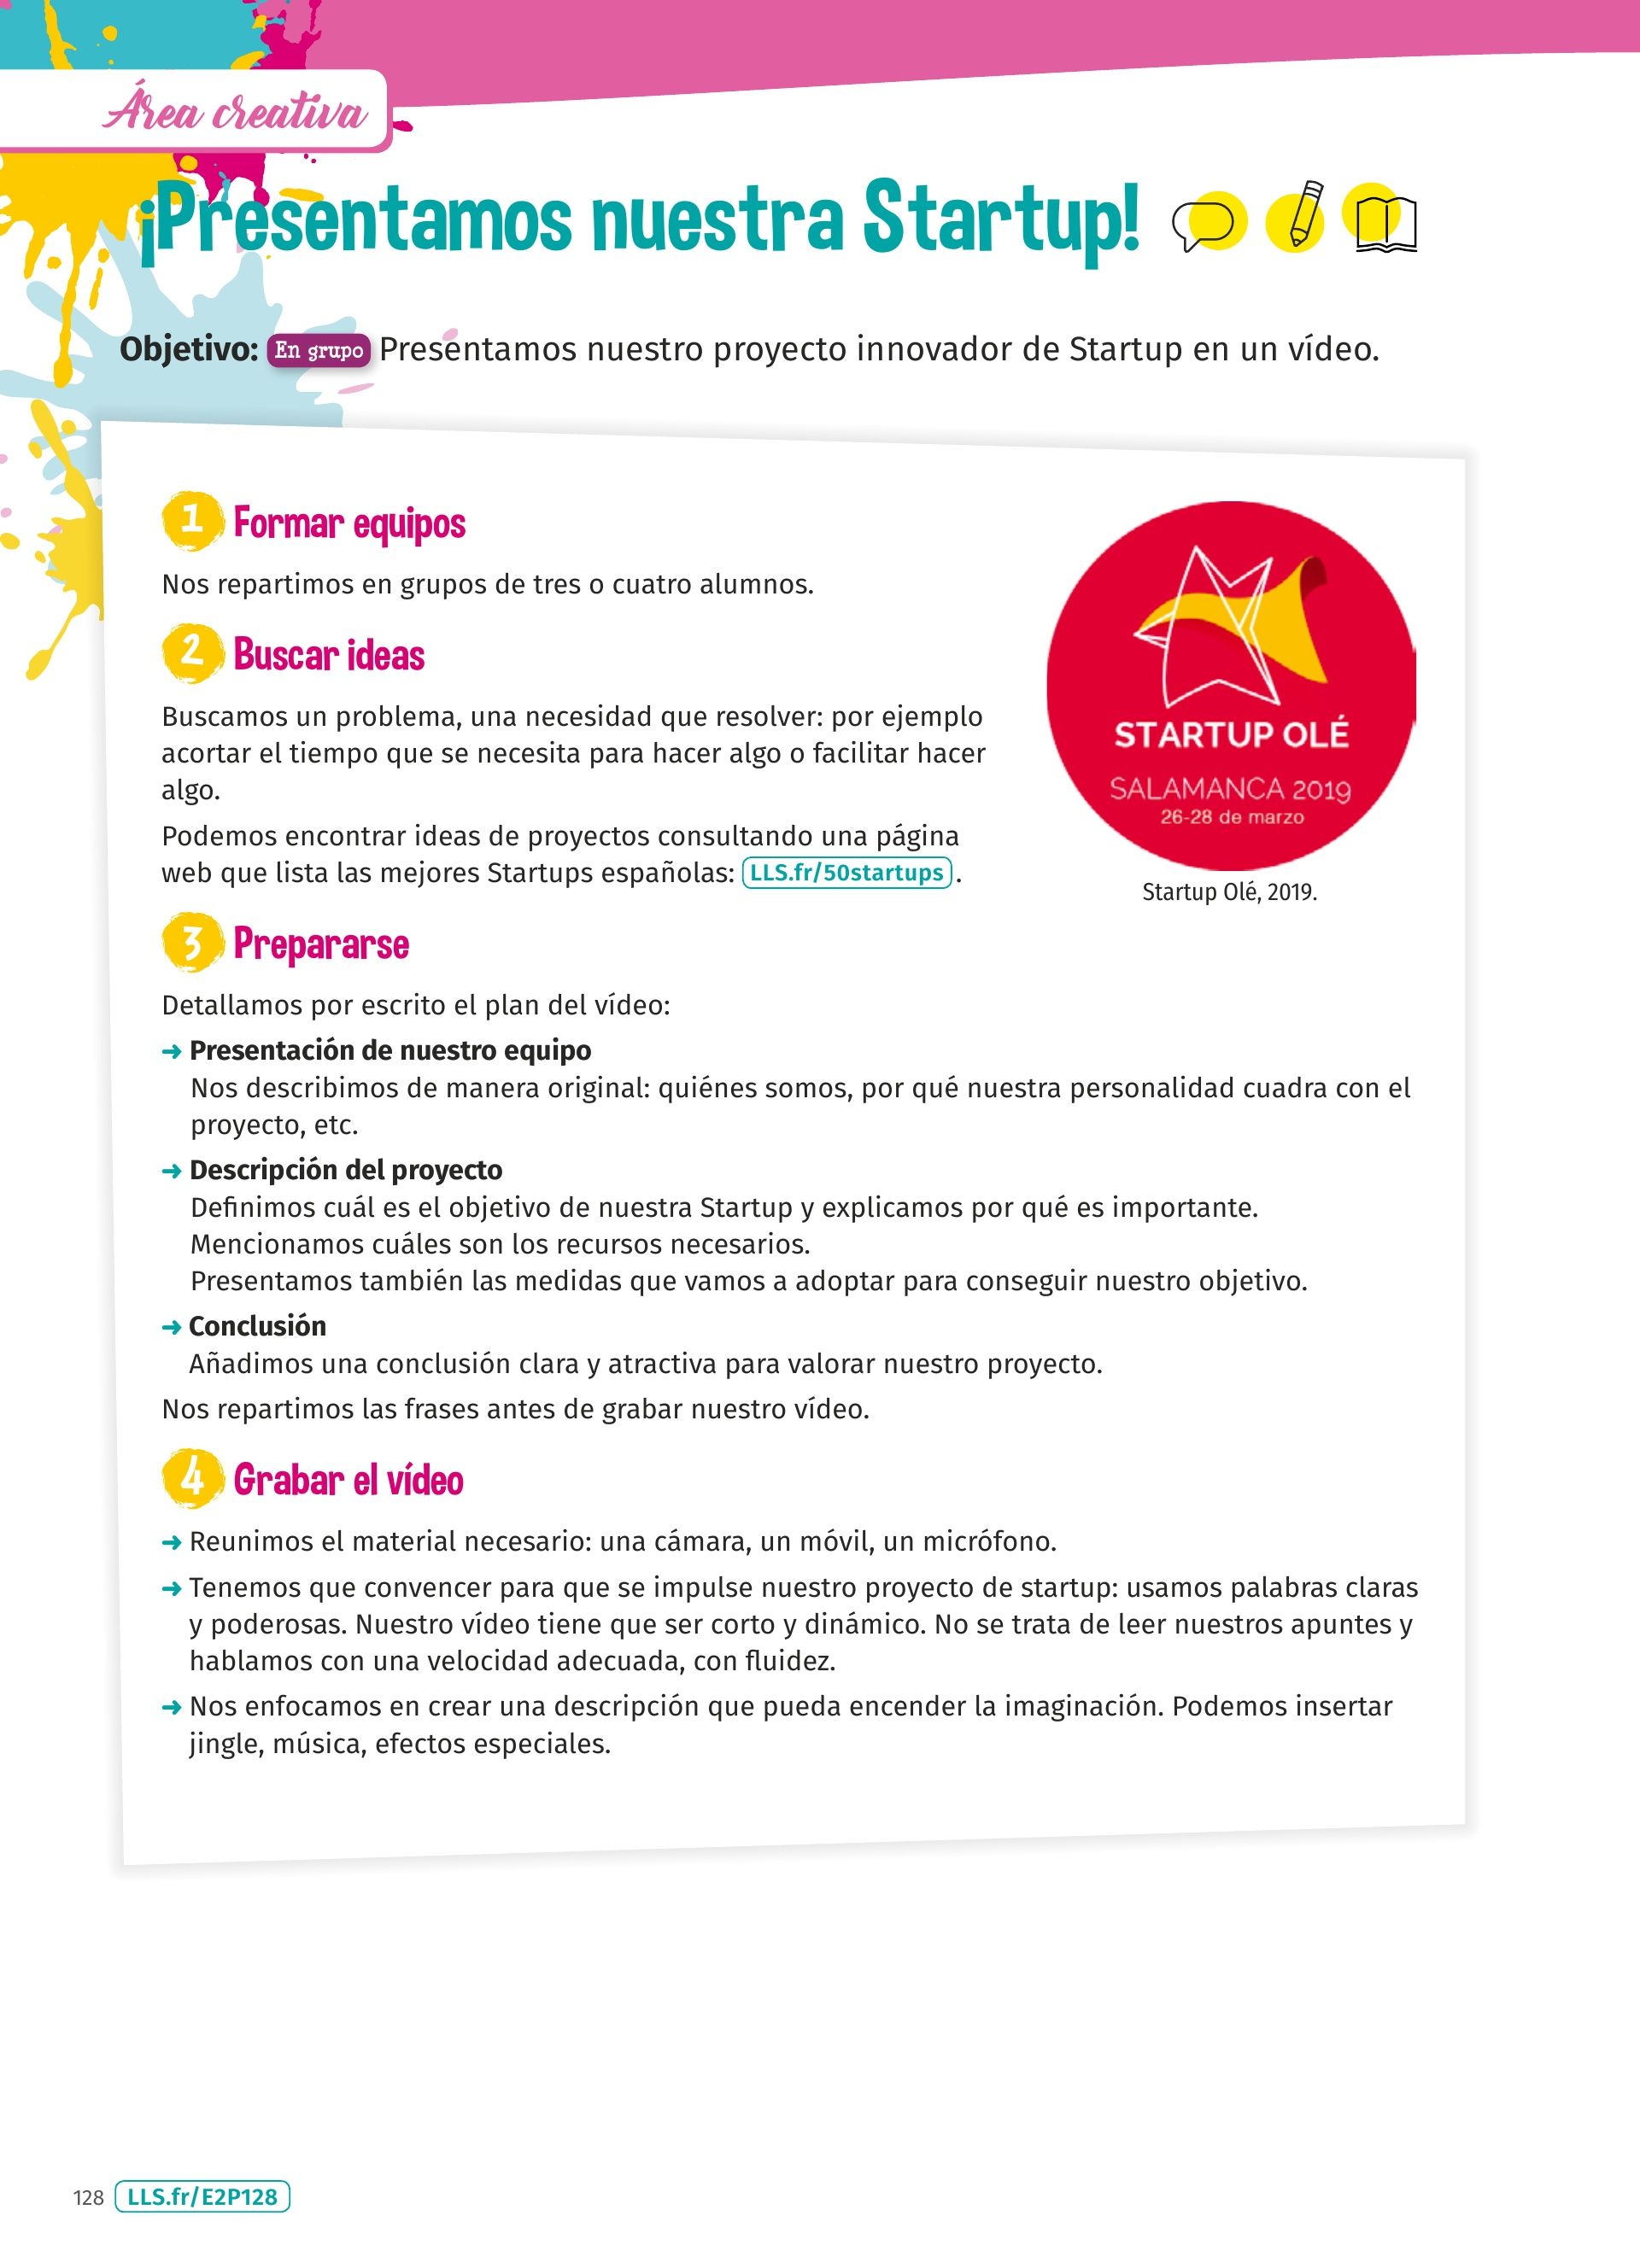 Área creativa
¡Presentamos nuestra Startup!
Objetivo: En grupo Presentamos nuestro proyecto innovador de Startup en un vídeo.
1 Formar equipos
Nos repartimos en grupos de tres o cuatro alumnos.
2 Buscar ideas
Buscamos un problema, una necesidad que resolver: por ejemplo
acortar el tiempo que se necesita para hacer algo o facilitar hacer
algo.
Podemos encontrar ideas de proyectos consultando una página
web que lista las mejores Startups españolas: LLS.fr/50startups.
STARTUP OLÉ
SALAMANCA 2019
26-28 de marzo
Startup Olé, 2019.
3 Prepararse
Detallamos por escrito el plan del vídeo:
➜ Presentación de nuestro equipo
Nos describimos de manera original: quiénes somos, por qué nuestra personalidad cuadra con el
proyecto, etc.
➜ Descripción del proyecto
Definimos cuál es el objetivo de nuestra Startup y explicamos por qué es importante.
Mencionamos cuáles son los recursos necesarios.
Presentamos también las medidas que vamos a adoptar para conseguir nuestro objetivo.
➜ Conclusión
Añadimos una conclusión clara y atractiva para valorar nuestro proyecto.
Nos repartimos las frases antes de grabar nuestro vídeo.
4 Grabar el vídeo
➜ Reunimos el material necesario: una cámara, un móvil, un micrófono.
➜ Tenemos que convencer para que se impulse nuestro proyecto de startup: usamos palabras claras
y poderosas. Nuestro vídeo tiene que ser corto y dinámico. No se trata de leer nuestros apuntes y
hablamos con una velocidad adecuada, con fluidez.
➜ Nos enfocamos en crear una descripción que pueda encender la imaginación. Podemos insertar
jingle, música, efectos especiales.
128 LLS.fr/E2P128